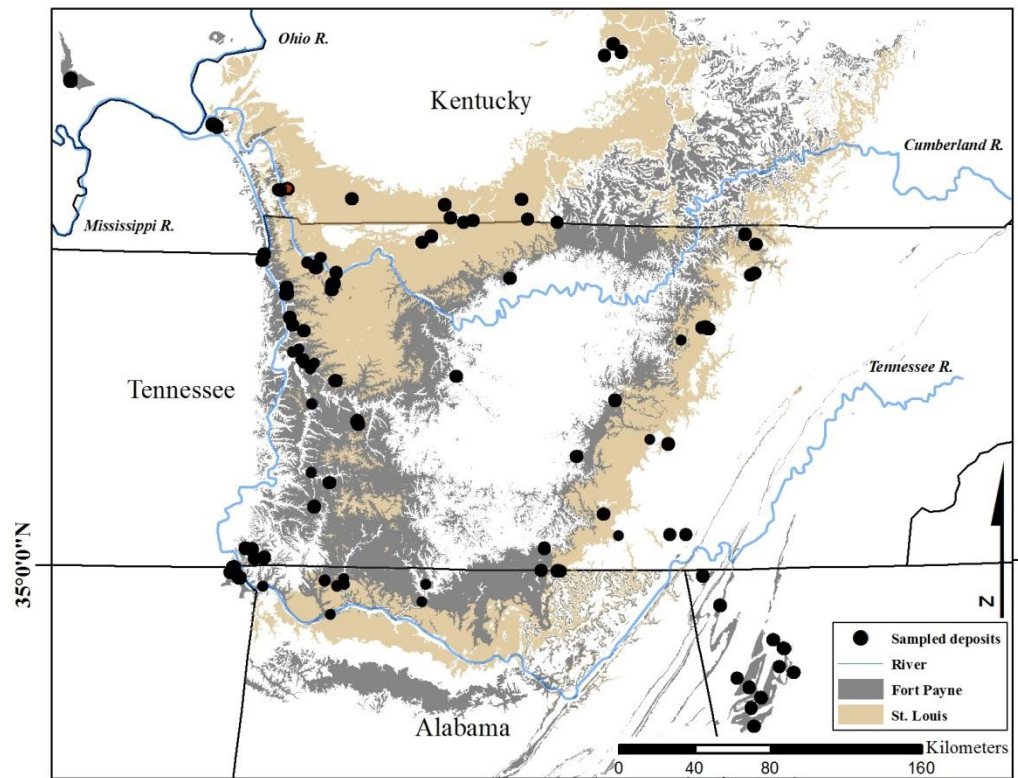 Ohio R.
Kentucky
Cumberland R.
Mississippi R.
Tennessee R.
Tennessee
35°0'0"N
N
Sampled deposits
River
Fort Payne
St. Louis
Alabama
Kilometers
0 40 80 160